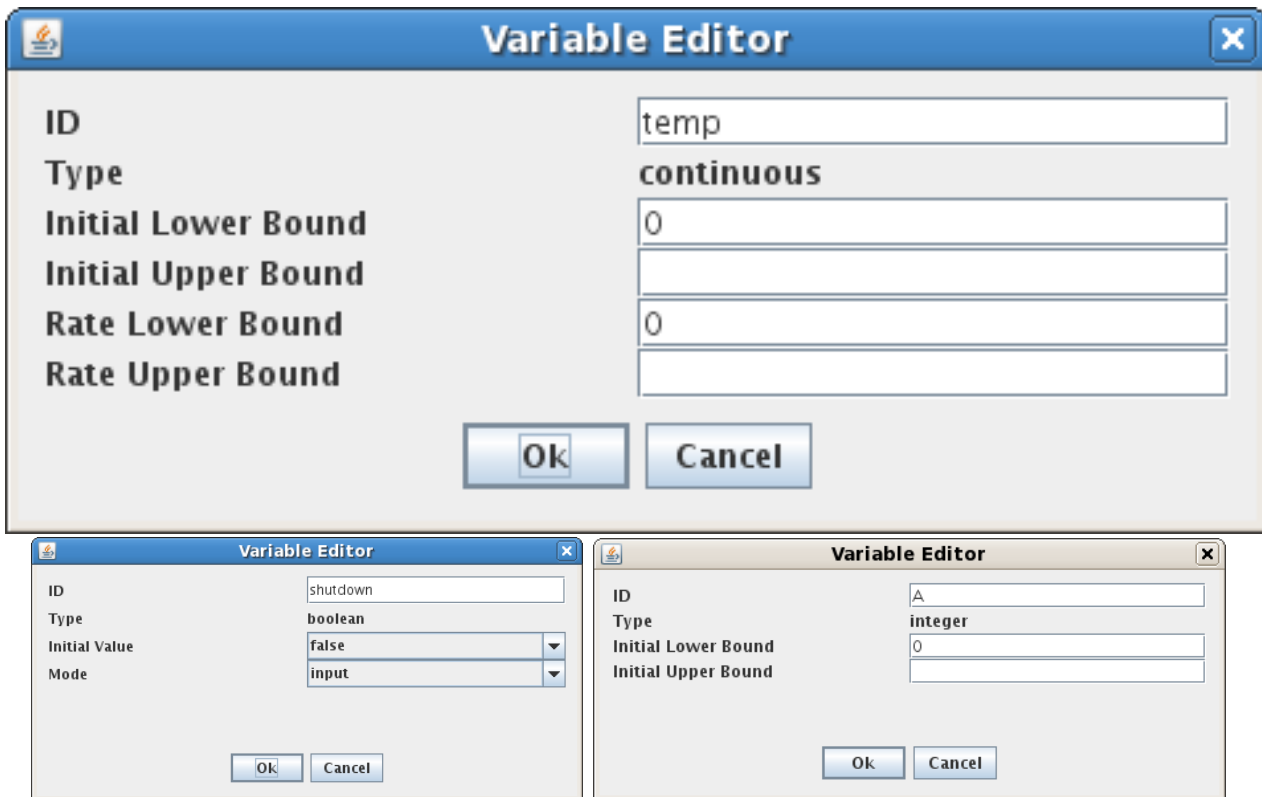 Variable Editor
ID temp
Type continuous
Initial Lower Bound 0
Initial Upper Bound
Rate Lower Bound 0
Rate Upper Bound
Ok Cancel
Variable Editor
ID shutdown
Type boolean
Initial Value false
Mode input
Ok Cancel
Variable Editor
ID A
Type integer
Initial Lower Bound 0
Initial Upper Bound
Ok Cancel